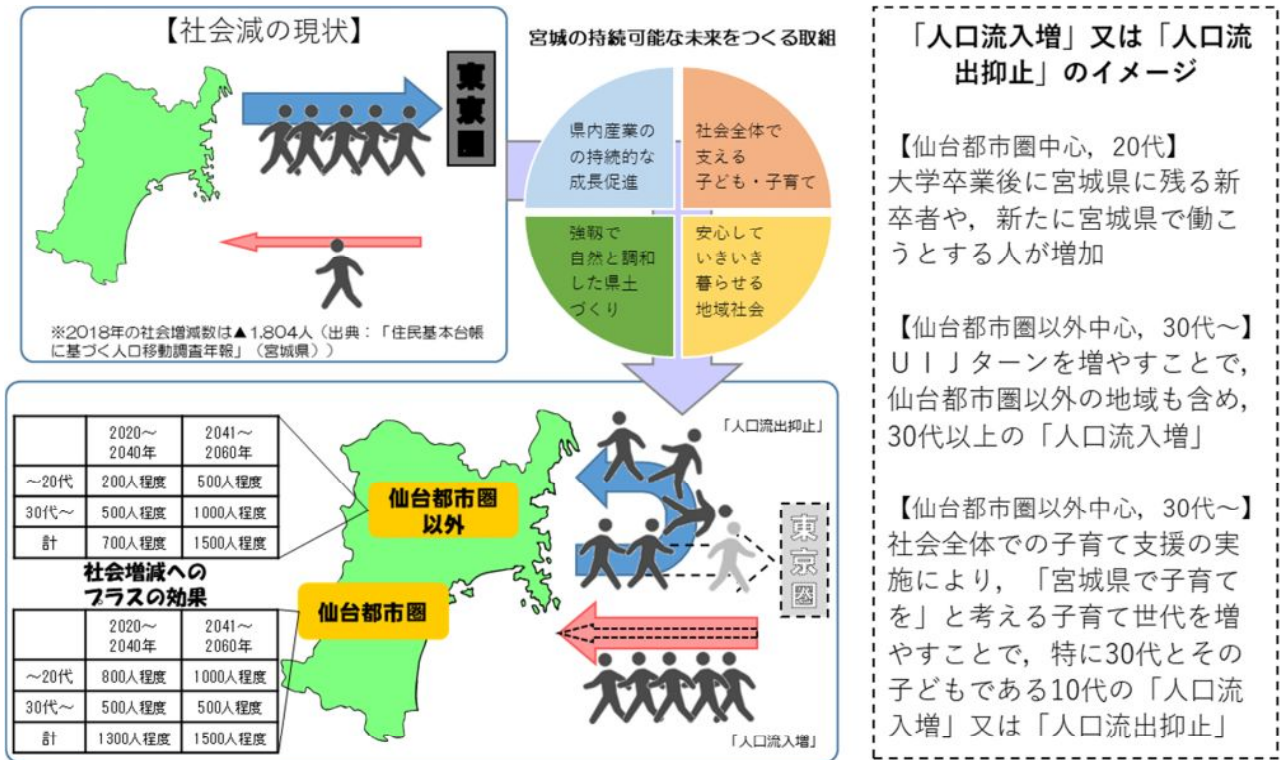 【社会減の現状】
東京圏
※2018年の社会増減数は▲1,804人（出典：「住民基本台帳
に基づく人口移動調査年報」（宮城県））
宮城の持続可能な未来をつくる取組
県内産業の
の持続的な
成長促進
社会全体で
支える
子ども・子育て
強靱で
自然と調和
した県土
づくり
安心して
いきいき
暮らせる
地域社会
2020～
2040年
2041～
2060年
～20代 200人程度 500人程度
30代～ 500人程度 1000人程度
計 700人程度 1500人程度
社会増減への
プラスの効果
2020～
2040年
2041～
2060年
～20代 800人程度 1000人程度
30代～ 500人程度 500人程度
計 1300人程度 1500人程度
仙台都市圏
以外
仙台都市圏
「人口流出抑止」
東京圏
「人口流入増」
「人口流入増」又は「人口流
出抑止」のイメージ
【仙台都市圏中心，20代】
大学卒業後に宮城県に残る新
卒者や，新たに宮城県で働こ
うとする人が増加
【仙台都市圏以外中心，30代～】
ＵＩＪターンを増やすことで，
仙台都市圏以外の地域も含め，
30代以上の「人口流入増」
【仙台都市圏以外中心，30代～】
社会全体での子育て支援の実
施により，「宮城県で子育て
を」と考える子育て世代を増
やすことで，特に30代とその
子どもである10代の「人口流
入増」又は「人口流出抑止」